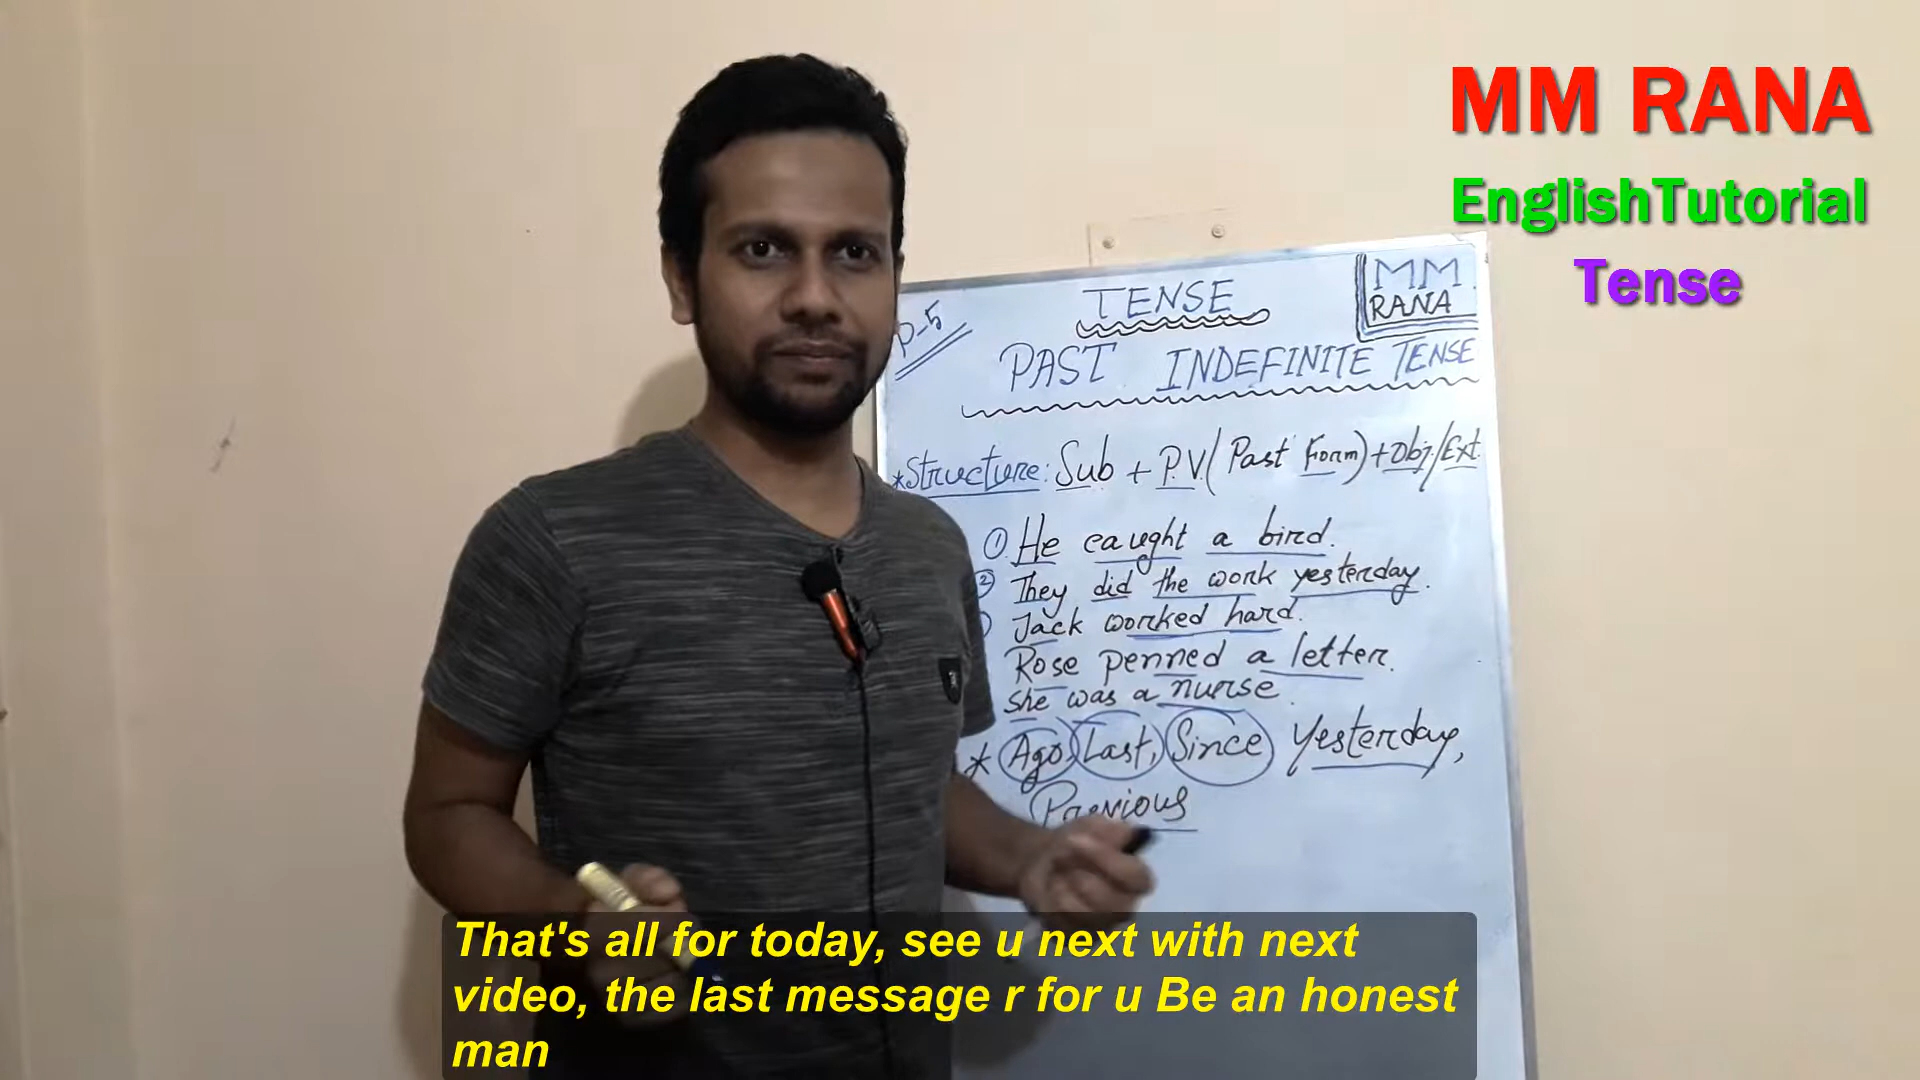 MM RANA
EnglishTutorial
Tense
P-5
TENSE
MM
RANA
PAST INDEFINITE TENSE
*Structure: Sub + P.V. (Past Form) + Obj/Ext.
① He caught a bird.
② They did the work yesterday.
Jack worked hard.
Rose penned a letter.
She was a nurse.
* Ago, Last, Since Yesterday,
Previous
That's all for today, see u next with next
video, the last message r for u Be an honest
man